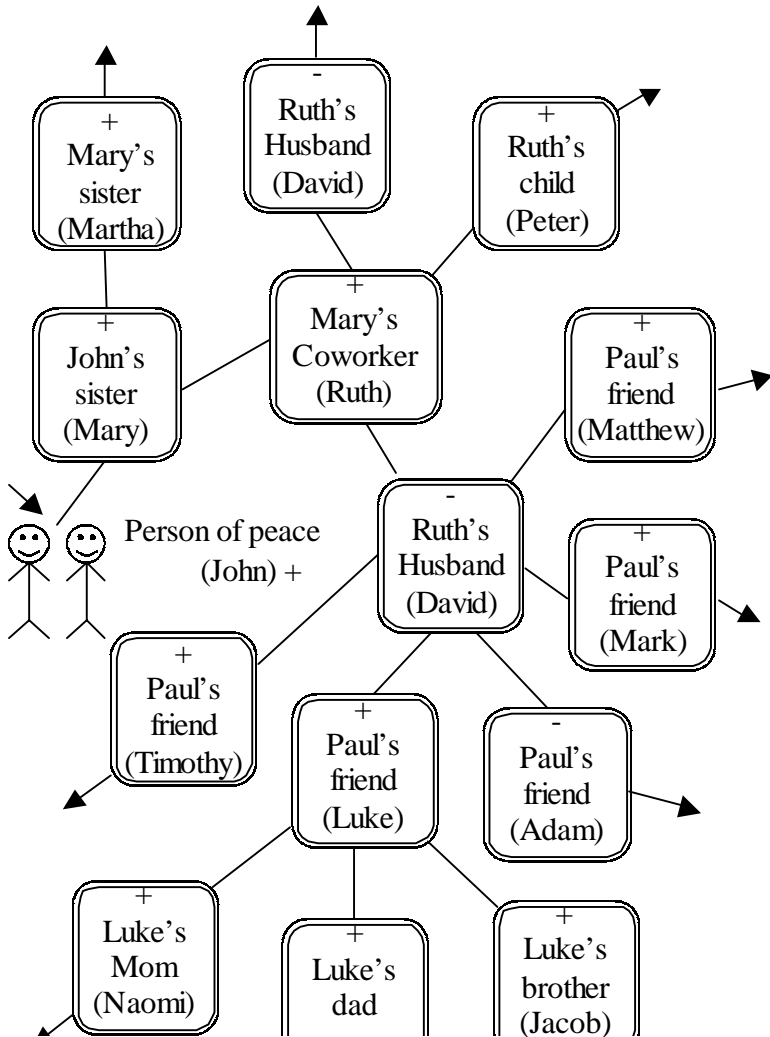 -
Ruth's
Husband
(David)
+
Mary's
sister
(Martha)
+
Ruth's
child
(Peter)
+
John's
sister
(Mary)
+
Mary's
Coworker
(Ruth)
+
Paul's
friend
(Matthew)
Person of peace
(John) +
-
Ruth's
Husband
(David)
+
Paul's
friend
(Mark)
+
Paul's
friend
(Timothy)
+
Paul's
friend
(Luke)
-
Paul's
friend
(Adam)
+
Luke's
Mom
(Naomi)
+
Luke's
dad
+
Luke's
brother
(Jacob)